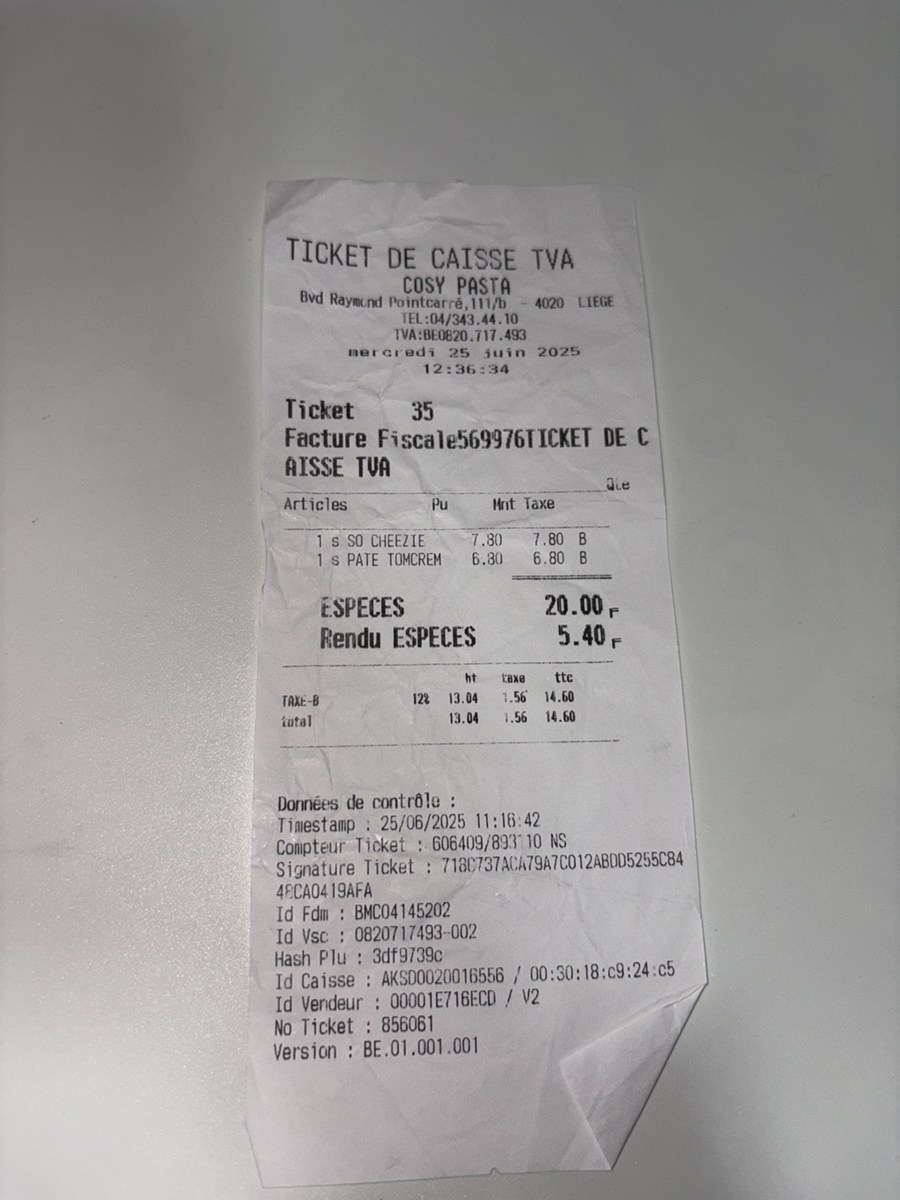 TICKET DE CAISSE TVA
COSY PASTA
Bvd Raymund Pointcarré,111/b - 4020 LIEGE
TEL:04/343.44.10
TVA:BE0820.717.493
mercredi 25 juin 2025
12:36:34
Ticket 35
Facture Fiscale569976TICKET DE C
AISSE TVA
Qte
Articles Pu Mnt Taxe
1 s SO CHEEZIE 7.80 7.80 B
1 s PATE TOMCREM 6.80 6.80 B
ESPECES 20.00 F
Rendu ESPECES 5.40 F
ht taxe ttc
TAXE-B 12% 13.04 1.56 14.60
total 13.04 1.56 14.60
Données de contrôle :
Timestamp : 25/06/2025 11:16:42
Compteur Ticket : NS
Signature Ticket :
48CA0419AFA
Id Fdm : BMC04145202
Id Vsc : 0820717493-002
Hash Plu : 3df9739c
Id Caisse : AKSD0020016556 / 00:30:18:c9:24:c5
Id Vendeur : 00001E716ECD / V2
No Ticket : 856061
Version : BE.01.001.001